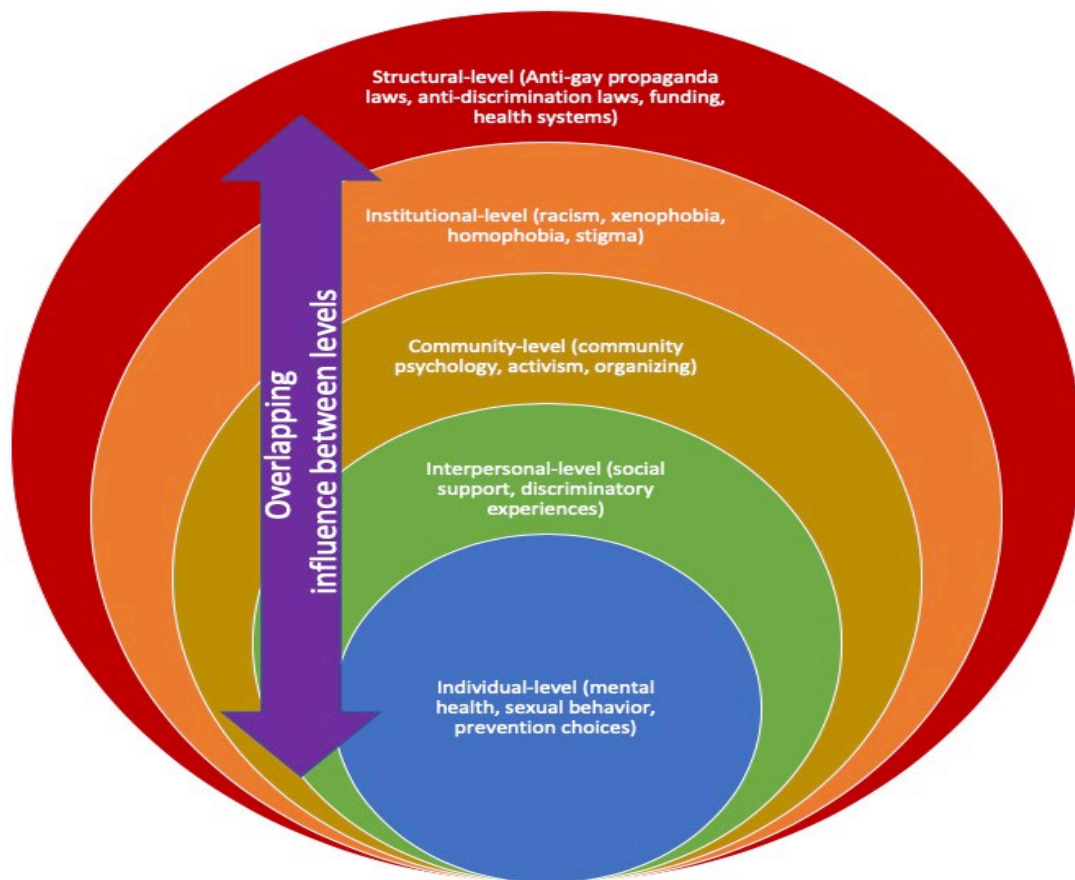 Structural-level (Anti-gay propaganda
laws, anti-discrimination laws, funding,
health systems)
Institutional-level (racism, xenophobia,
homophobia, stigma)
Community-level (community
psychology, activism, organizing)
Interpersonal-level (social
support, discriminatory
experiences)
Individual-level (mental
health, sexual behavior,
prevention choices)
Overlapping
influence between levels